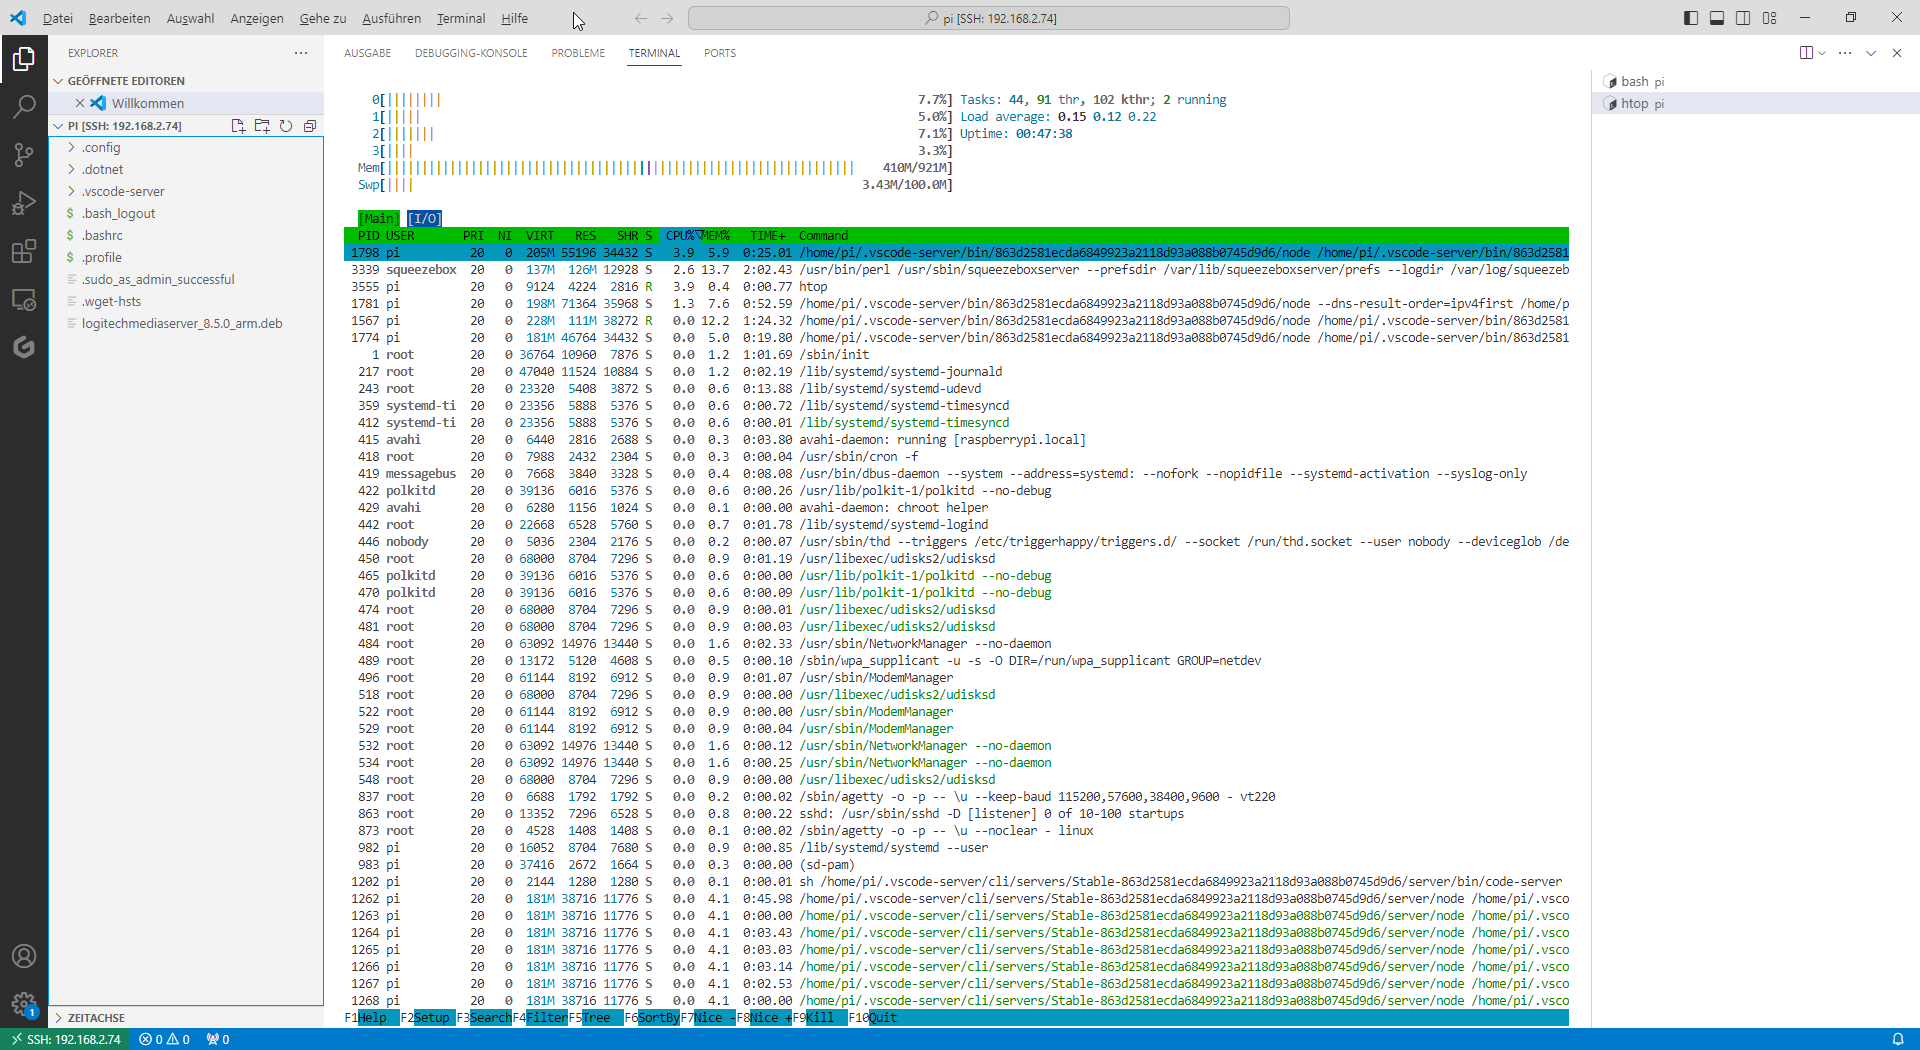 Datei Bearbeiten Auswahl Anzeigen Gehe zu Ausführen Terminal Hilfe
pi [SSH: 192.168.2.74]
EXPLORER
GEÖFFNETE EDITOREN
Willkommen
PI [SSH: 192.168.2.74]
.config
.dotnet
.vscode-server
.bash_logout
.bashrc
.profile
.sudo_as_admin_successful
.wget-hsts
logitechmediaserver_8.5.0_arm.deb
ZEITACHSE
AUSGABE DEBUGGING-KONSOLE PROBLEME TERMINAL PORTS
0[|||||||| 7.7%] Tasks: 44, 91 thr, 102 kthr; 2 running
1[||||| 5.0%] Load average: 0.15 0.12 0.22
2[||||||| 7.1%] Uptime: 00:47:38
3[|||| 3.3%]
Mem[||||||||||||||||||||||||||||||||||||||||||||||||||||||||||||||||||| 410M/921M]
Swp[|||| 3.43M/100.0M]
[Main] [I/O]
PID USER PRI NI VIRT RES SHR S CPU%▽MEM% TIME+ Command
1798 pi 20 0 205M 55196 34432 S 3.9 5.9 0:25.01 /home/pi/.vscode-server/bin/863d2581ecda6849923a2118d93a088b0745d9d6/node /home/pi/.vscode-server/bin/863d2581
3339 squeezebox 20 0 137M 126M 12928 S 2.6 13.7 2:02.43 /usr/bin/perl /usr/sbin/squeezeboxserver --prefsdir /var/lib/squeezeboxserver/prefs --logdir /var/log/squeezeb
3555 pi 20 0 9124 4224 2816 R 3.9 0.4 0:00.77 htop
1781 pi 20 0 198M 71364 35968 S 1.3 7.6 0:52.59 /home/pi/.vscode-server/bin/863d2581ecda6849923a2118d93a088b0745d9d6/node --dns-result-order=ipv4first /home/p
1567 pi 20 0 228M 111M 38272 R 0.0 12.2 1:24.32 /home/pi/.vscode-server/bin/863d2581ecda6849923a2118d93a088b0745d9d6/node /home/pi/.vscode-server/bin/863d2581
1774 pi 20 0 181M 46764 34432 S 0.0 5.0 0:19.80 /home/pi/.vscode-server/bin/863d2581ecda6849923a2118d93a088b0745d9d6/node /home/pi/.vscode-server/bin/863d2581
1 root 20 0 36764 10960 7876 S 0.0 1.2 1:01.69 /sbin/init
217 root 20 0 47040 11524 10884 S 0.0 1.2 0:02.19 /lib/systemd/systemd-journald
243 root 20 0 23320 5408 3872 S 0.0 0.6 0:13.88 /lib/systemd/systemd-udevd
359 systemd-ti 20 0 23356 5888 5376 S 0.0 0.6 0:00.72 /lib/systemd/systemd-timesyncd
412 systemd-ti 20 0 23356 5888 5376 S 0.0 0.6 0:00.01 /lib/systemd/systemd-timesyncd
415 avahi 20 0 6440 2816 2688 S 0.0 0.3 0:03.80 avahi-daemon: running [raspberrypi.local]
418 root 20 0 7988 2432 2304 S 0.0 0.3 0:00.04 /usr/sbin/cron -f
419 messagebus 20 0 7668 3840 3328 S 0.0 0.4 0:08.08 /usr/bin/dbus-daemon --system --address=systemd: --nofork --nopidfile --systemd-activation --syslog-only
422 polkitd 20 0 39136 6016 5376 S 0.0 0.6 0:00.26 /usr/lib/polkit-1/polkitd --no-debug
429 avahi 20 0 6280 1156 1024 S 0.0 0.1 0:00.00 avahi-daemon: chroot helper
442 root 20 0 22668 6528 5760 S 0.0 0.7 0:01.78 /lib/systemd/systemd-logind
446 nobody 20 0 5036 2304 2176 S 0.0 0.2 0:00.07 /usr/sbin/thd --triggers /etc/triggerhappy/triggers.d/ --socket /run/thd.socket --user nobody --deviceglob /de
450 root 20 0 68000 8704 7296 S 0.0 0.9 0:01.19 /usr/libexec/udisks2/udisksd
465 polkitd 20 0 39136 6016 5376 S 0.0 0.6 0:00.00 /usr/lib/polkit-1/polkitd --no-debug
470 polkitd 20 0 39136 6016 5376 S 0.0 0.6 0:00.09 /usr/lib/polkit-1/polkitd --no-debug
474 root 20 0 68000 8704 7296 S 0.0 0.9 0:00.01 /usr/libexec/udisks2/udisksd
481 root 20 0 68000 8704 7296 S 0.0 0.9 0:00.03 /usr/libexec/udisks2/udisksd
484 root 20 0 63092 14976 13440 S 0.0 1.6 0:02.33 /usr/sbin/NetworkManager --no-daemon
489 root 20 0 13172 5120 4608 S 0.0 0.5 0:00.10 /sbin/wpa_supplicant -u -s -O DIR=/run/wpa_supplicant GROUP=netdev
496 root 20 0 61144 8192 6912 S 0.0 0.9 0:01.07 /usr/sbin/ModemManager
518 root 20 0 68000 8704 7296 S 0.0 0.9 0:00.00 /usr/libexec/udisks2/udisksd
522 root 20 0 61144 8192 6912 S 0.0 0.9 0:00.00 /usr/sbin/ModemManager
529 root 20 0 61144 8192 6912 S 0.0 0.9 0:00.04 /usr/sbin/ModemManager
532 root 20 0 63092 14976 13440 S 0.0 1.6 0:00.12 /usr/sbin/NetworkManager --no-daemon
534 root 20 0 63092 14976 13440 S 0.0 1.6 0:00.25 /usr/sbin/NetworkManager --no-daemon
548 root 20 0 68000 8704 7296 S 0.0 0.9 0:00.00 /usr/libexec/udisks2/udisksd
837 root 20 0 6688 1792 1792 S 0.0 0.2 0:00.02 /sbin/agetty -o -p -- \u --keep-baud 115200,57600,38400,9600 - vt220
863 root 20 0 13352 7296 6528 S 0.0 0.8 0:00.22 sshd: /usr/sbin/sshd -D [listener] 0 of 10-100 startups
873 root 20 0 4528 1408 1408 S 0.0 0.1 0:00.02 /sbin/agetty -o -p -- \u --noclear - linux
982 pi 20 0 16052 8704 7680 S 0.0 0.9 0:00.85 /lib/systemd/systemd --user
983 pi 20 0 37416 2672 1664 S 0.0 0.3 0:00.00 (sd-pam)
1202 pi 20 0 2144 1280 1280 S 0.0 0.1 0:00.01 sh /home/pi/.vscode-server/cli/servers/Stable-863d2581ecda6849923a2118d93a088b0745d9d6/server/bin/code-server
1262 pi 20 0 181M 38716 11776 S 0.0 4.1 0:45.98 /home/pi/.vscode-server/cli/servers/Stable-863d2581ecda6849923a2118d93a088b0745d9d6/server/node /home/pi/.vsco
1263 pi 20 0 181M 38716 11776 S 0.0 4.1 0:00.00 /home/pi/.vscode-server/cli/servers/Stable-863d2581ecda6849923a2118d93a088b0745d9d6/server/node /home/pi/.vsco
1264 pi 20 0 181M 38716 11776 S 0.0 4.1 0:03.43 /home/pi/.vscode-server/cli/servers/Stable-863d2581ecda6849923a2118d93a088b0745d9d6/server/node /home/pi/.vsco
1265 pi 20 0 181M 38716 11776 S 0.0 4.1 0:03.03 /home/pi/.vscode-server/cli/servers/Stable-863d2581ecda6849923a2118d93a088b0745d9d6/server/node /home/pi/.vsco
1266 pi 20 0 181M 38716 11776 S 0.0 4.1 0:03.14 /home/pi/.vscode-server/cli/servers/Stable-863d2581ecda6849923a2118d93a088b0745d9d6/server/node /home/pi/.vsco
1267 pi 20 0 181M 38716 11776 S 0.0 4.1 0:02.53 /home/pi/.vscode-server/cli/servers/Stable-863d2581ecda6849923a2118d93a088b0745d9d6/server/node /home/pi/.vsco
1268 pi 20 0 181M 38716 11776 S 0.0 4.1 0:00.00 /home/pi/.vscode-server/cli/servers/Stable-863d2581ecda6849923a2118d93a088b0745d9d6/server/node /home/pi/.vsco
F1Help F2Setup F3SearchF4FilterF5Tree F6SortByF7Nice -F8Nice +F9Kill F10Quit
bash pi
htop pi
1
SSH: 192.168.2.74 0 0 0